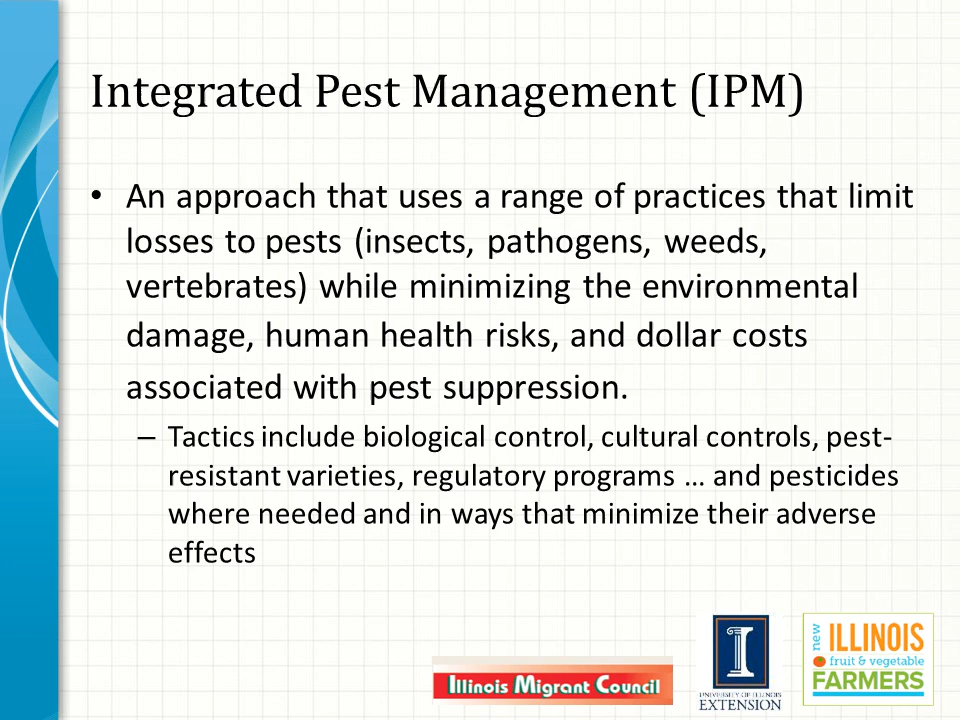 Integrated Pest Management (IPM)
• An approach that uses a range of practices that limit
losses to pests (insects, pathogens, weeds,
vertebrates) while minimizing the environmental
damage, human health risks, and dollar costs
associated with pest suppression.
– Tactics include biological control, cultural controls, pest-
resistant varieties, regulatory programs … and pesticides
where needed and in ways that minimize their adverse
effects
Illinois Migrant Council
I
UNIVERSITY OF ILLINOIS
EXTENSION
new
ILLINOIS
fruit & vegetable
FARMERS